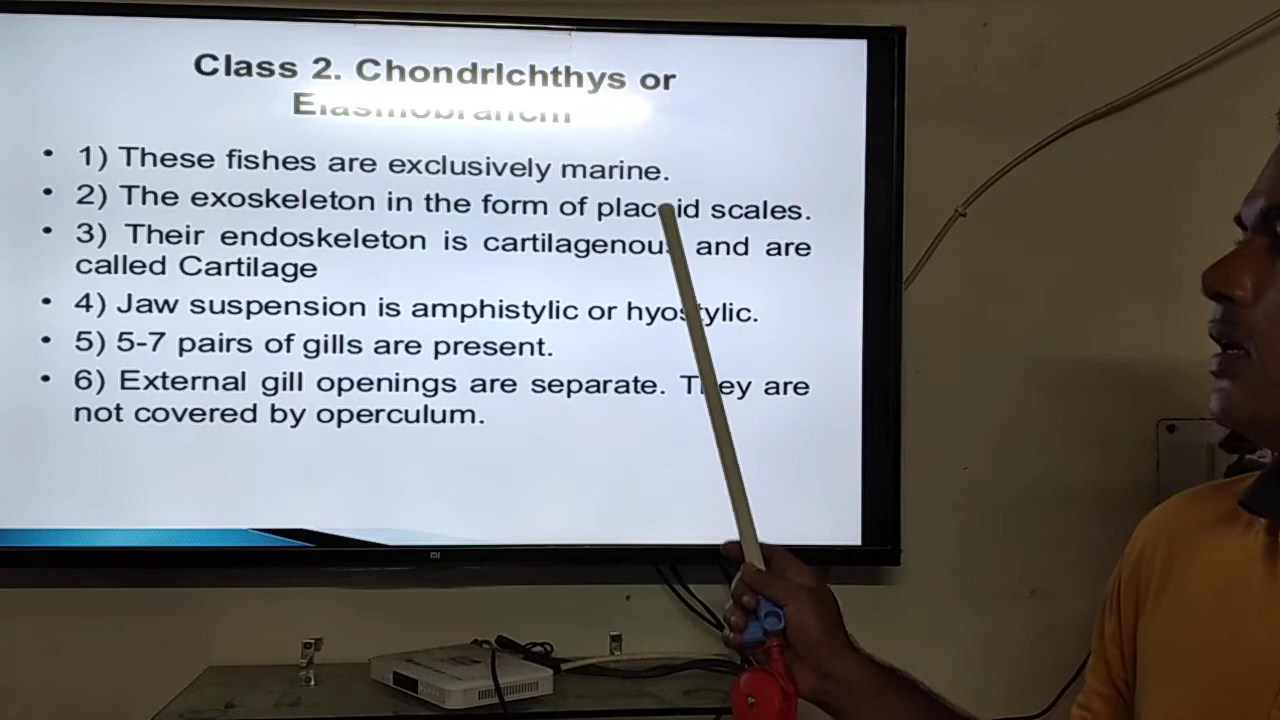 Class 2. ChondrIchthys or
Elasmobranchi
• 1) These fishes are exclusively marine.
• 2) The exoskeleton in the form of placoid scales.
• 3) Their endoskeleton is cartilagenous and are
called Cartilage
• 4) Jaw suspension is amphistylic or hyostylic.
• 5) 5-7 pairs of gills are present.
• 6) External gill openings are separate. They are
not covered by operculum.
mi